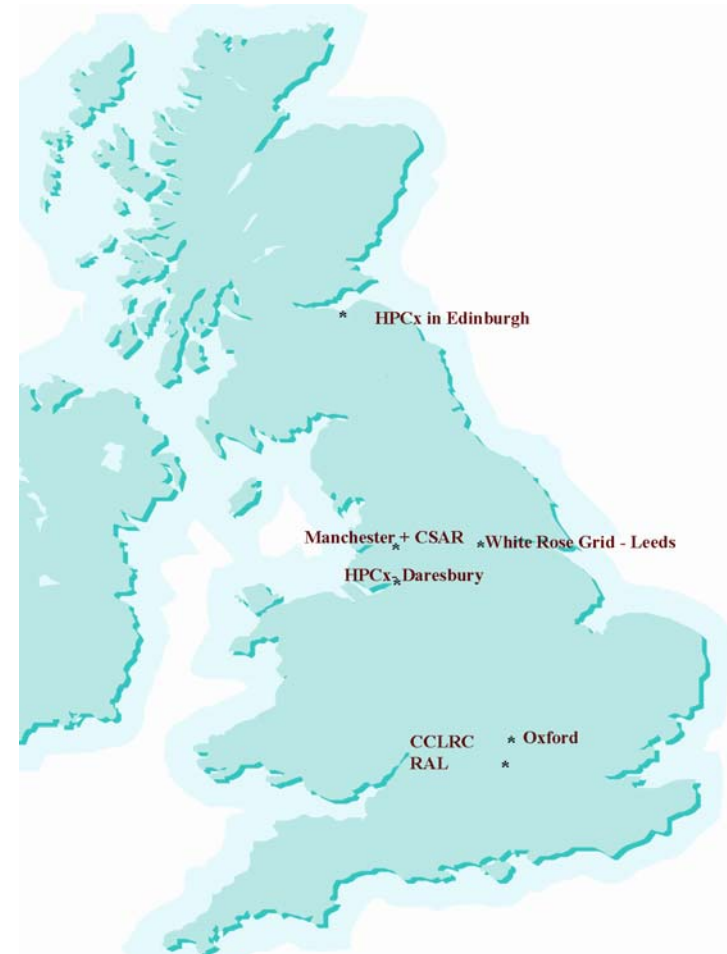 HPCx in Edinburgh
Manchester + CSAR
White Rose Grid - Leeds
HPCx- Daresbury
CCLRC
RAL
Oxford